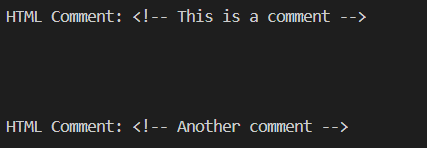 HTML Comment: <!-- This is a comment -->
HTML Comment: <!-- Another comment -->